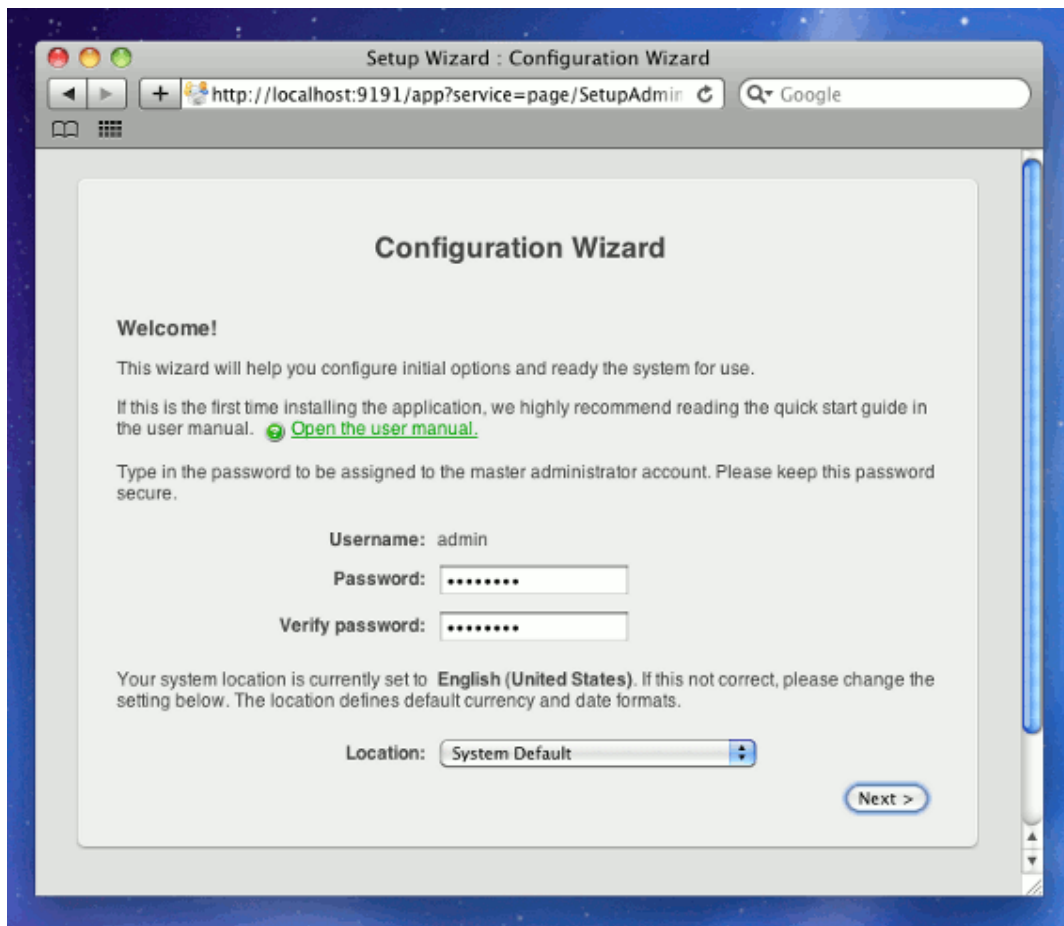 Setup Wizard : Configuration Wizard
http://localhost:9191/app?service=page/SetupAdmin
Google
Configuration Wizard
Welcome!
This wizard will help you configure initial options and ready the system for use.
If this is the first time installing the application, we highly recommend reading the quick start guide in
the user manual. Open the user manual.
Type in the password to be assigned to the master administrator account. Please keep this password
secure.
Username: admin
Password: ••••••••
Verify password: ••••••••
Your system location is currently set to English (United States). If this not correct, please change the
setting below. The location defines default currency and date formats.
Location: System Default
Next >